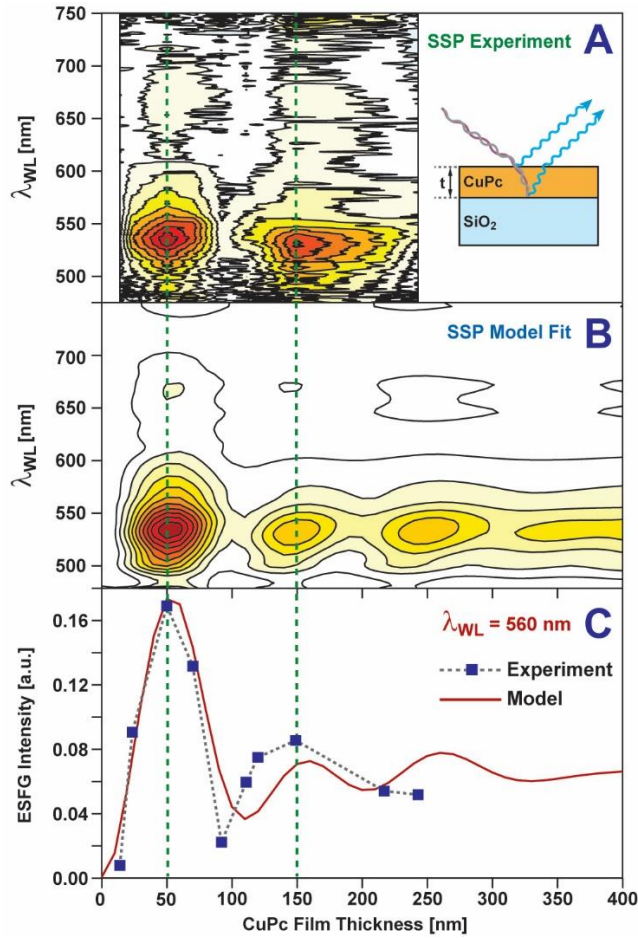 SSP Experiment A
750
700
650
600
550
500
λWL [nm]
CuPc
t
SiO2
SSP Model Fit B
700
650
600
550
500
λWL [nm]
λWL = 560 nm C
Experiment
Model
0.16
0.12
0.08
0.04
0.00
ESFG Intensity [a.u.]
0 50 100 150 200 250 300 350 400
CuPc Film Thickness [nm]